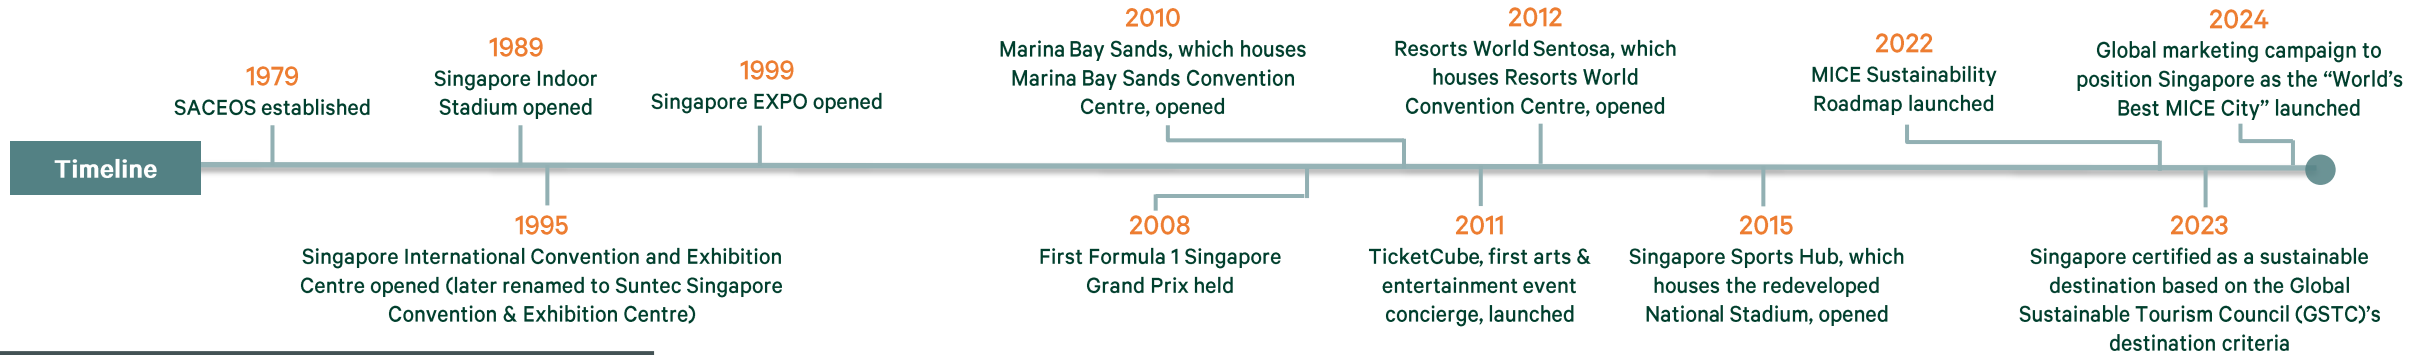 Timeline
1979
SACEOS established
1989
Singapore Indoor
Stadium opened
1995
Singapore International Convention and Exhibition
Centre opened (later renamed to Suntec Singapore
Convention & Exhibition Centre)
1999
Singapore EXPO opened
2008
First Formula 1 Singapore
Grand Prix held
2010
Marina Bay Sands, which houses
Marina Bay Sands Convention
Centre, opened
2011
TicketCube, first arts &
entertainment event
concierge, launched
2012
Resorts World Sentosa, which
houses Resorts World
Convention Centre, opened
2015
Singapore Sports Hub, which
houses the redeveloped
National Stadium, opened
2022
MICE Sustainability
Roadmap launched
2023
Singapore certified as a sustainable
destination based on the Global
Sustainable Tourism Council (GSTC)’s
destination criteria
2024
Global marketing campaign to
position Singapore as the “World’s
Best MICE City” launched